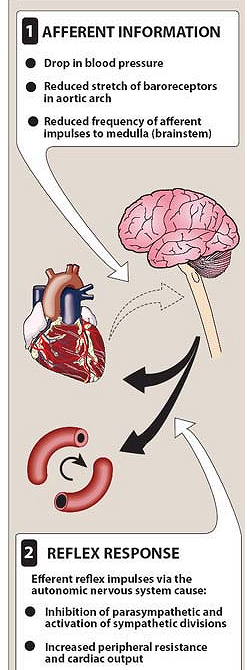 1 AFFERENT INFORMATION
● Drop in blood pressure
● Reduced stretch of baroreceptors
in aortic arch
● Reduced frequency of afferent
impulses to medulla (brainstem)
2 REFLEX RESPONSE
Efferent reflex impulses via the
autonomic nervous system cause:
● Inhibition of parasympathetic and
activation of sympathetic divisions
● Increased peripheral resistance
and cardiac output